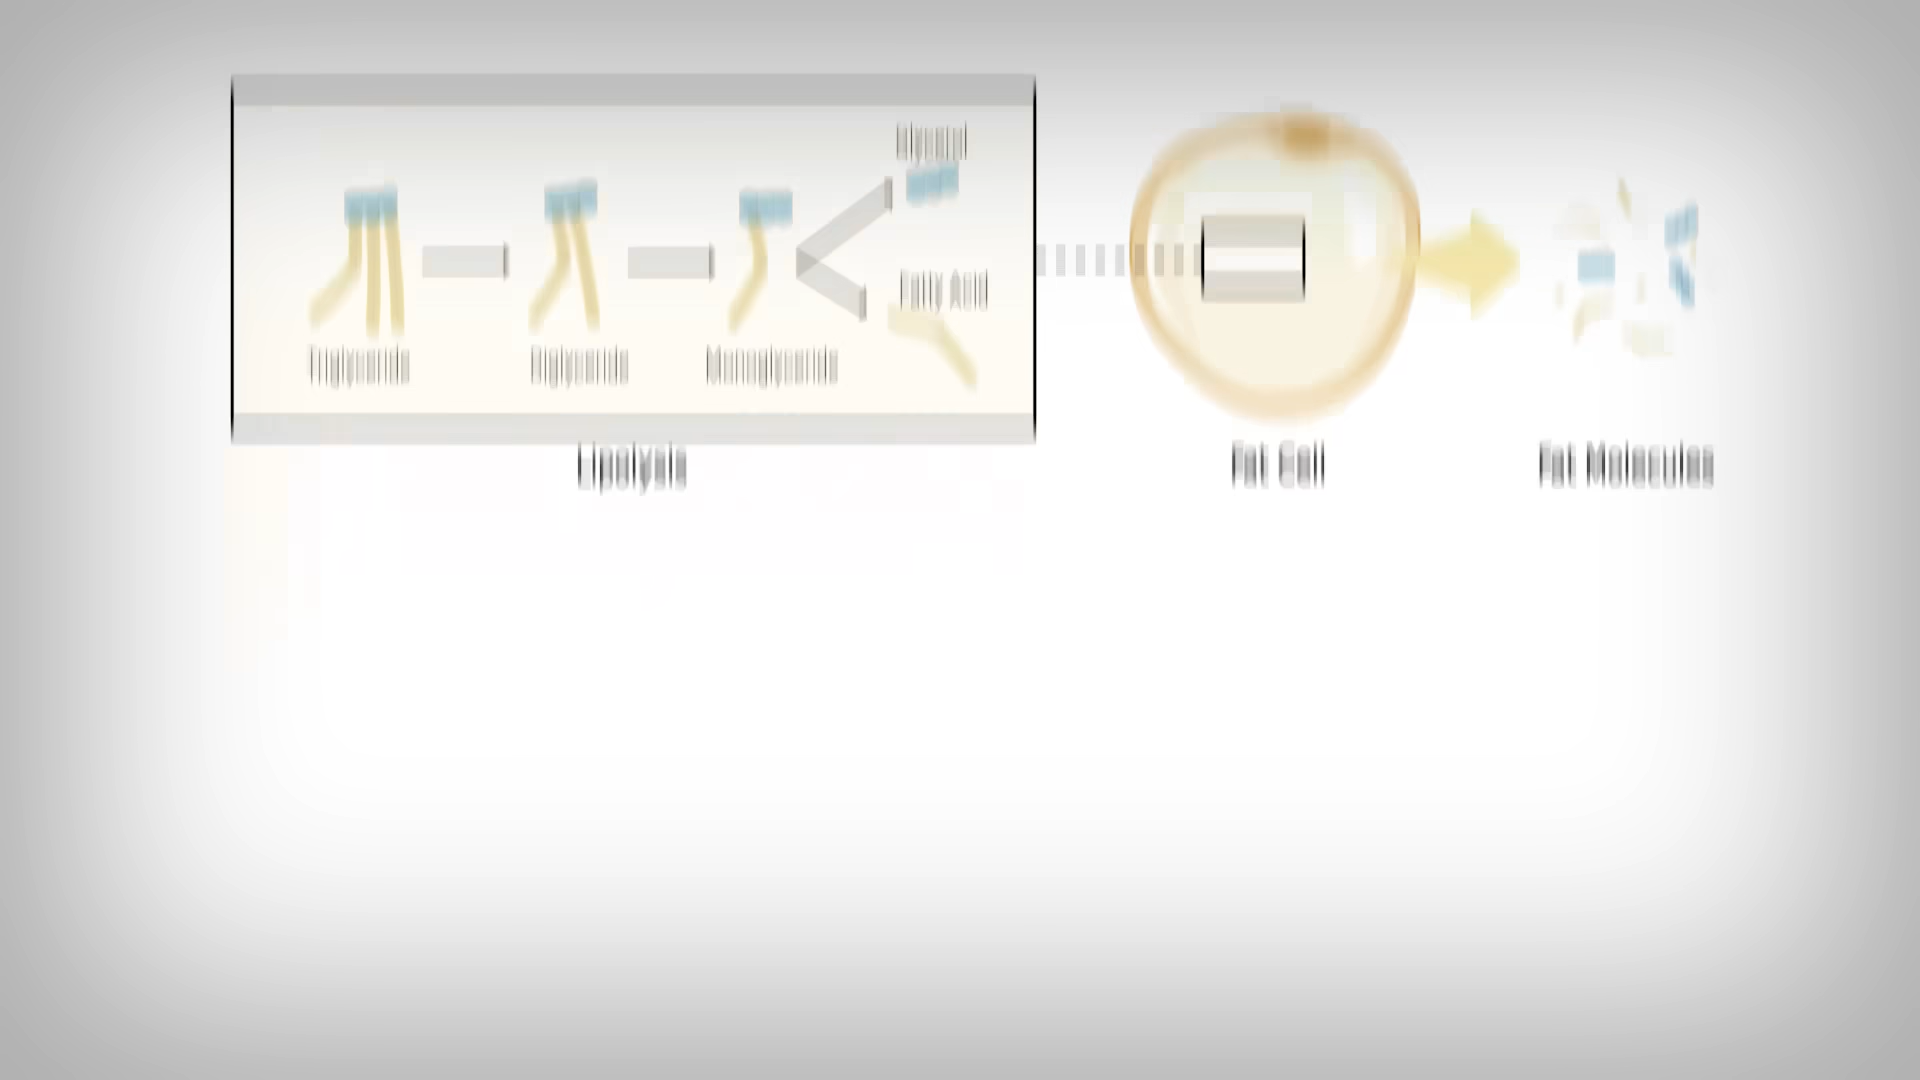 Glycerol
Fatty Acid
Triglyceride
Diglyceride
Monoglyceride
Lipolysis
Fat Cell
Fat Molecules